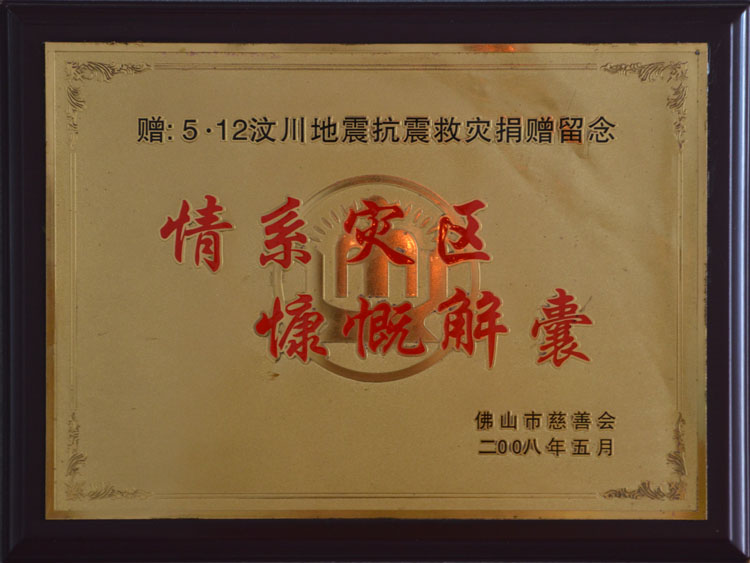 赠: 5·12汶川地震抗震救灾捐赠留念
情系灾区
慷慨解囊
佛山市慈善会
二00八年五月